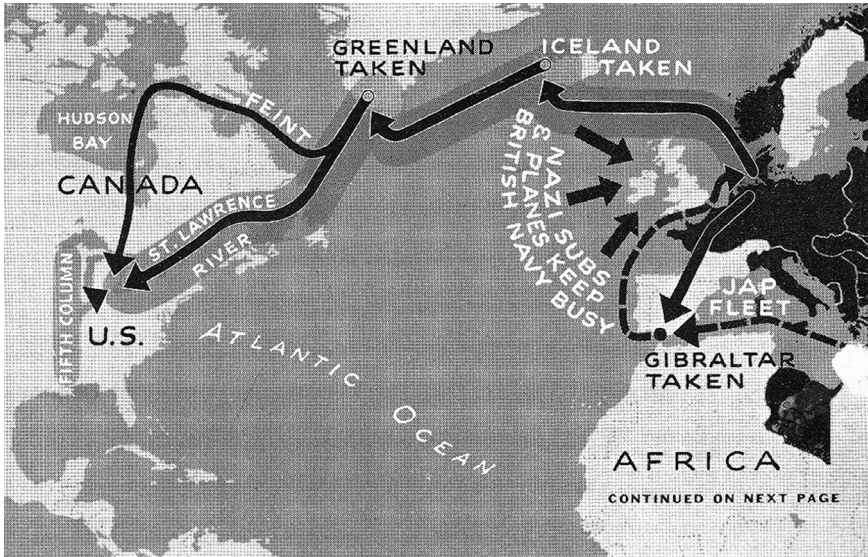 GREENLAND
TAKEN
ICELAND
TAKEN
HUDSON
BAY
FEINT
CANADA
ST. LAWRENCE
RIVER
NAZI SUBS
& PLANES KEEP
BRITISH NAVY BUSY
FIFTH COLUMN
U.S.
JAP
FLEET
ATLANTIC OCEAN
GIBRALTAR
TAKEN
AFRICA
CONTINUED ON NEXT PAGE